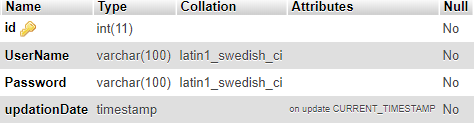 Name Type Collation Attributes Null
id int(11) No
UserName varchar(100) latin1_swedish_ci No
Password varchar(100) latin1_swedish_ci No
updationDate timestamp on update CURRENT_TIMESTAMP No